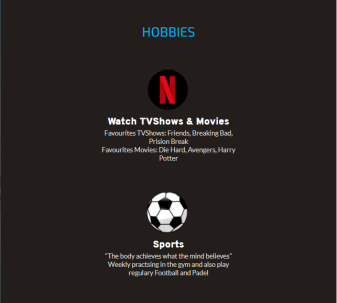 HOBBIES
N
Watch TVShows & Movies
Favourites TVShows: Friends, Breaking Bad,
Prision Break
Favourites Movies: Die Hard, Avengers, Harry
Potter
Sports
"The body achieves what the mind believes"
Weekly practsing in the gym and also play
regulary Football and Padel